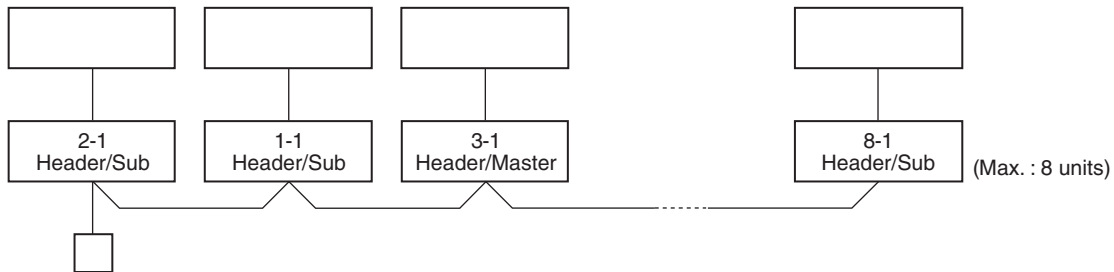 2-1
Header/Sub
1-1
Header/Sub
3-1
Header/Master
8-1
Header/Sub
(Max. : 8 units)